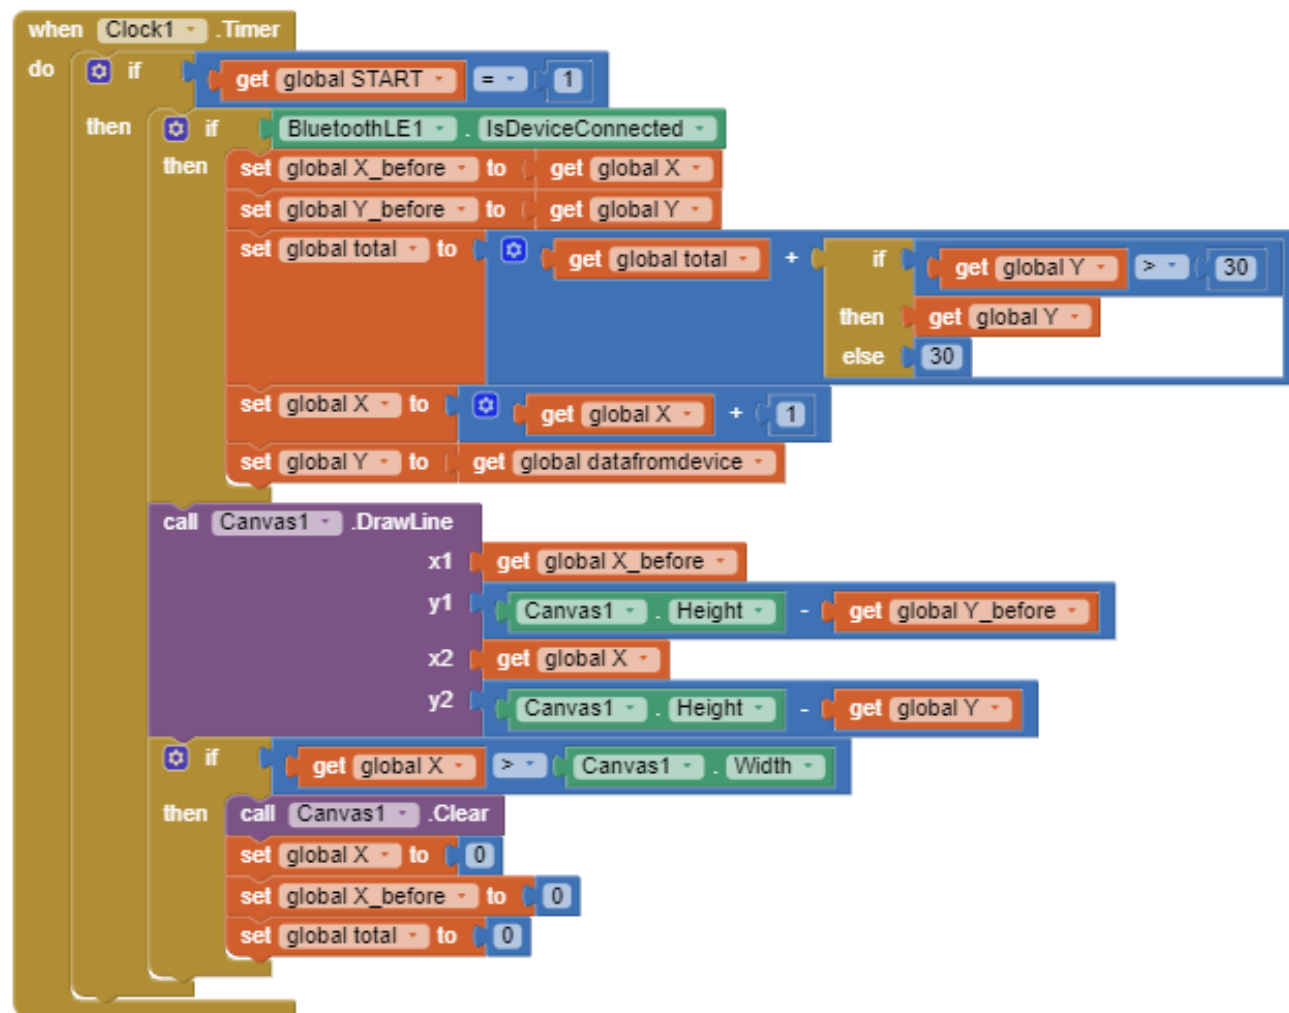 when Clock1 .Timer
do if get global START = 1
then if BluetoothLE1 . IsDeviceConnected
then set global X_before to get global X
set global Y_before to get global Y
set global total to get global total + if get global Y > 30
then get global Y
else 30
set global X to get global X + 1
set global Y to get global datafromdevice
call Canvas1 .DrawLine
x1 get global X_before
y1 Canvas1 . Height - get global Y_before
x2 get global X
y2 Canvas1 . Height - get global Y
if get global X > Canvas1 . Width
then call Canvas1 .Clear
set global X to 0
set global X_before to 0
set global total to 0